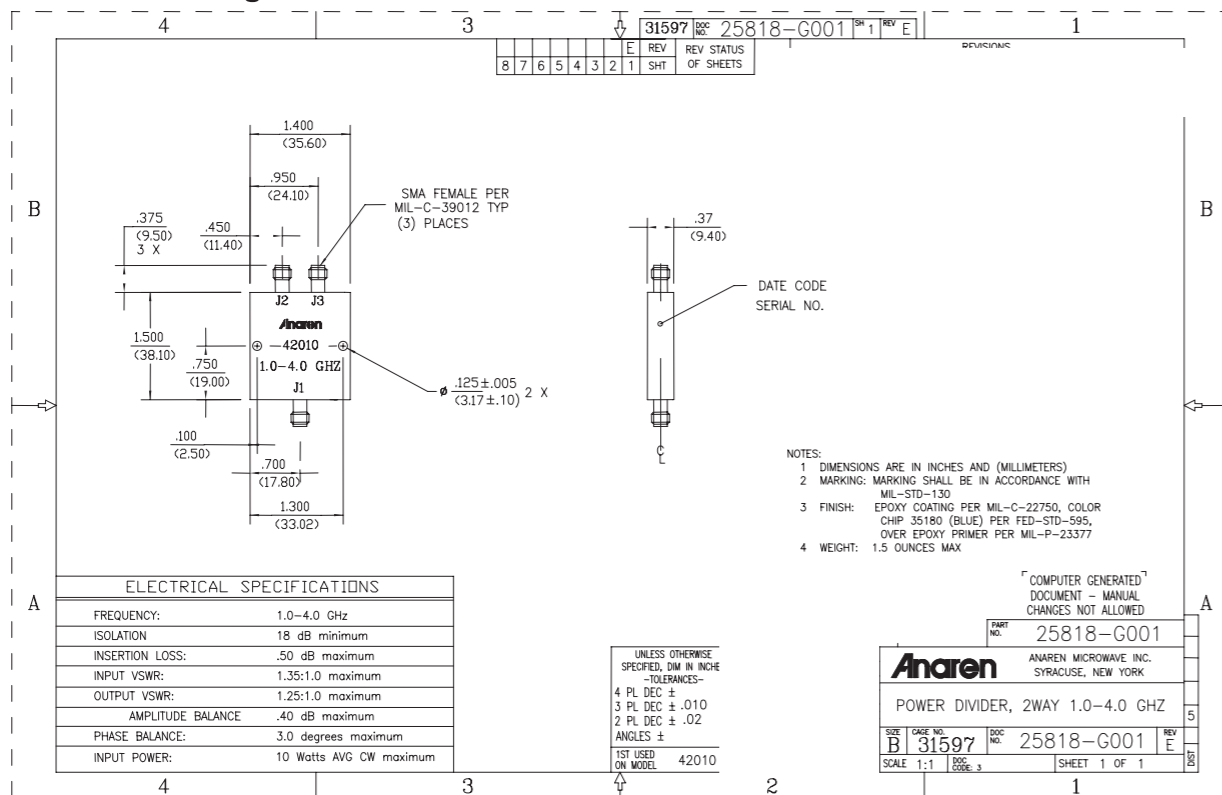 4 3 1
31597 DOC NO. 25818-G001 SH 1 REV E
E REV REV STATUS OF SHEETS
8 7 6 5 4 3 2 1 SHT
REVISIONS
B B
1.400
(35.60)
.950
(24.10)
.450
(11.40)
.375
(9.50)
3 X
SMA FEMALE PER
MIL-C-39012 TYP
(3) PLACES
.37
(9.40)
DATE CODE
SERIAL NO.
J2 J3
Anaren
42010
1.0-4.0 GHZ
J1
1.500
(38.10)
.750
(19.00)
ø .125±.005 2 X
(3.17±.10)
.100
(2.50)
.700
(17.80)
1.300
(33.02)
CL
NOTES:
1 DIMENSIONS ARE IN INCHES AND (MILLIMETERS)
2 MARKING: MARKING SHALL BE IN ACCORDANCE WITH
MIL-STD-130
3 FINISH: EPOXY COATING PER MIL-C-22750, COLOR
CHIP 35180 (BLUE) PER FED-STD-595,
OVER EPOXY PRIMER PER MIL-P-23377
4 WEIGHT: 1.5 OUNCES MAX
A A
ELECTRICAL SPECIFICATIONS
FREQUENCY: 1.0-4.0 GHz
ISOLATION 18 dB minimum
INSERTION LOSS: .50 dB maximum
INPUT VSWR: 1.35:1.0 maximum
OUTPUT VSWR: 1.25:1.0 maximum
AMPLITUDE BALANCE .40 dB maximum
PHASE BALANCE: 3.0 degrees maximum
INPUT POWER: 10 Watts AVG CW maximum
UNLESS OTHERWISE
SPECIFIED, DIM IN INCHE
-TOLERANCES-
4 PL DEC ±
3 PL DEC ± .010
2 PL DEC ± .02
ANGLES ±
1ST USED
ON MODEL 42010
COMPUTER GENERATED
DOCUMENT - MANUAL
CHANGES NOT ALLOWED
PART NO. 25818-G001
Anaren
ANAREN MICROWAVE INC.
SYRACUSE, NEW YORK
POWER DIVIDER, 2WAY 1.0-4.0 GHZ
SIZE B CAGE NO. 31597 DOC NO. 25818-G001 REV E
SCALE 1:1 DOC CODE: 3 SHEET 1 OF 1
5
DIST
4 3 2 1